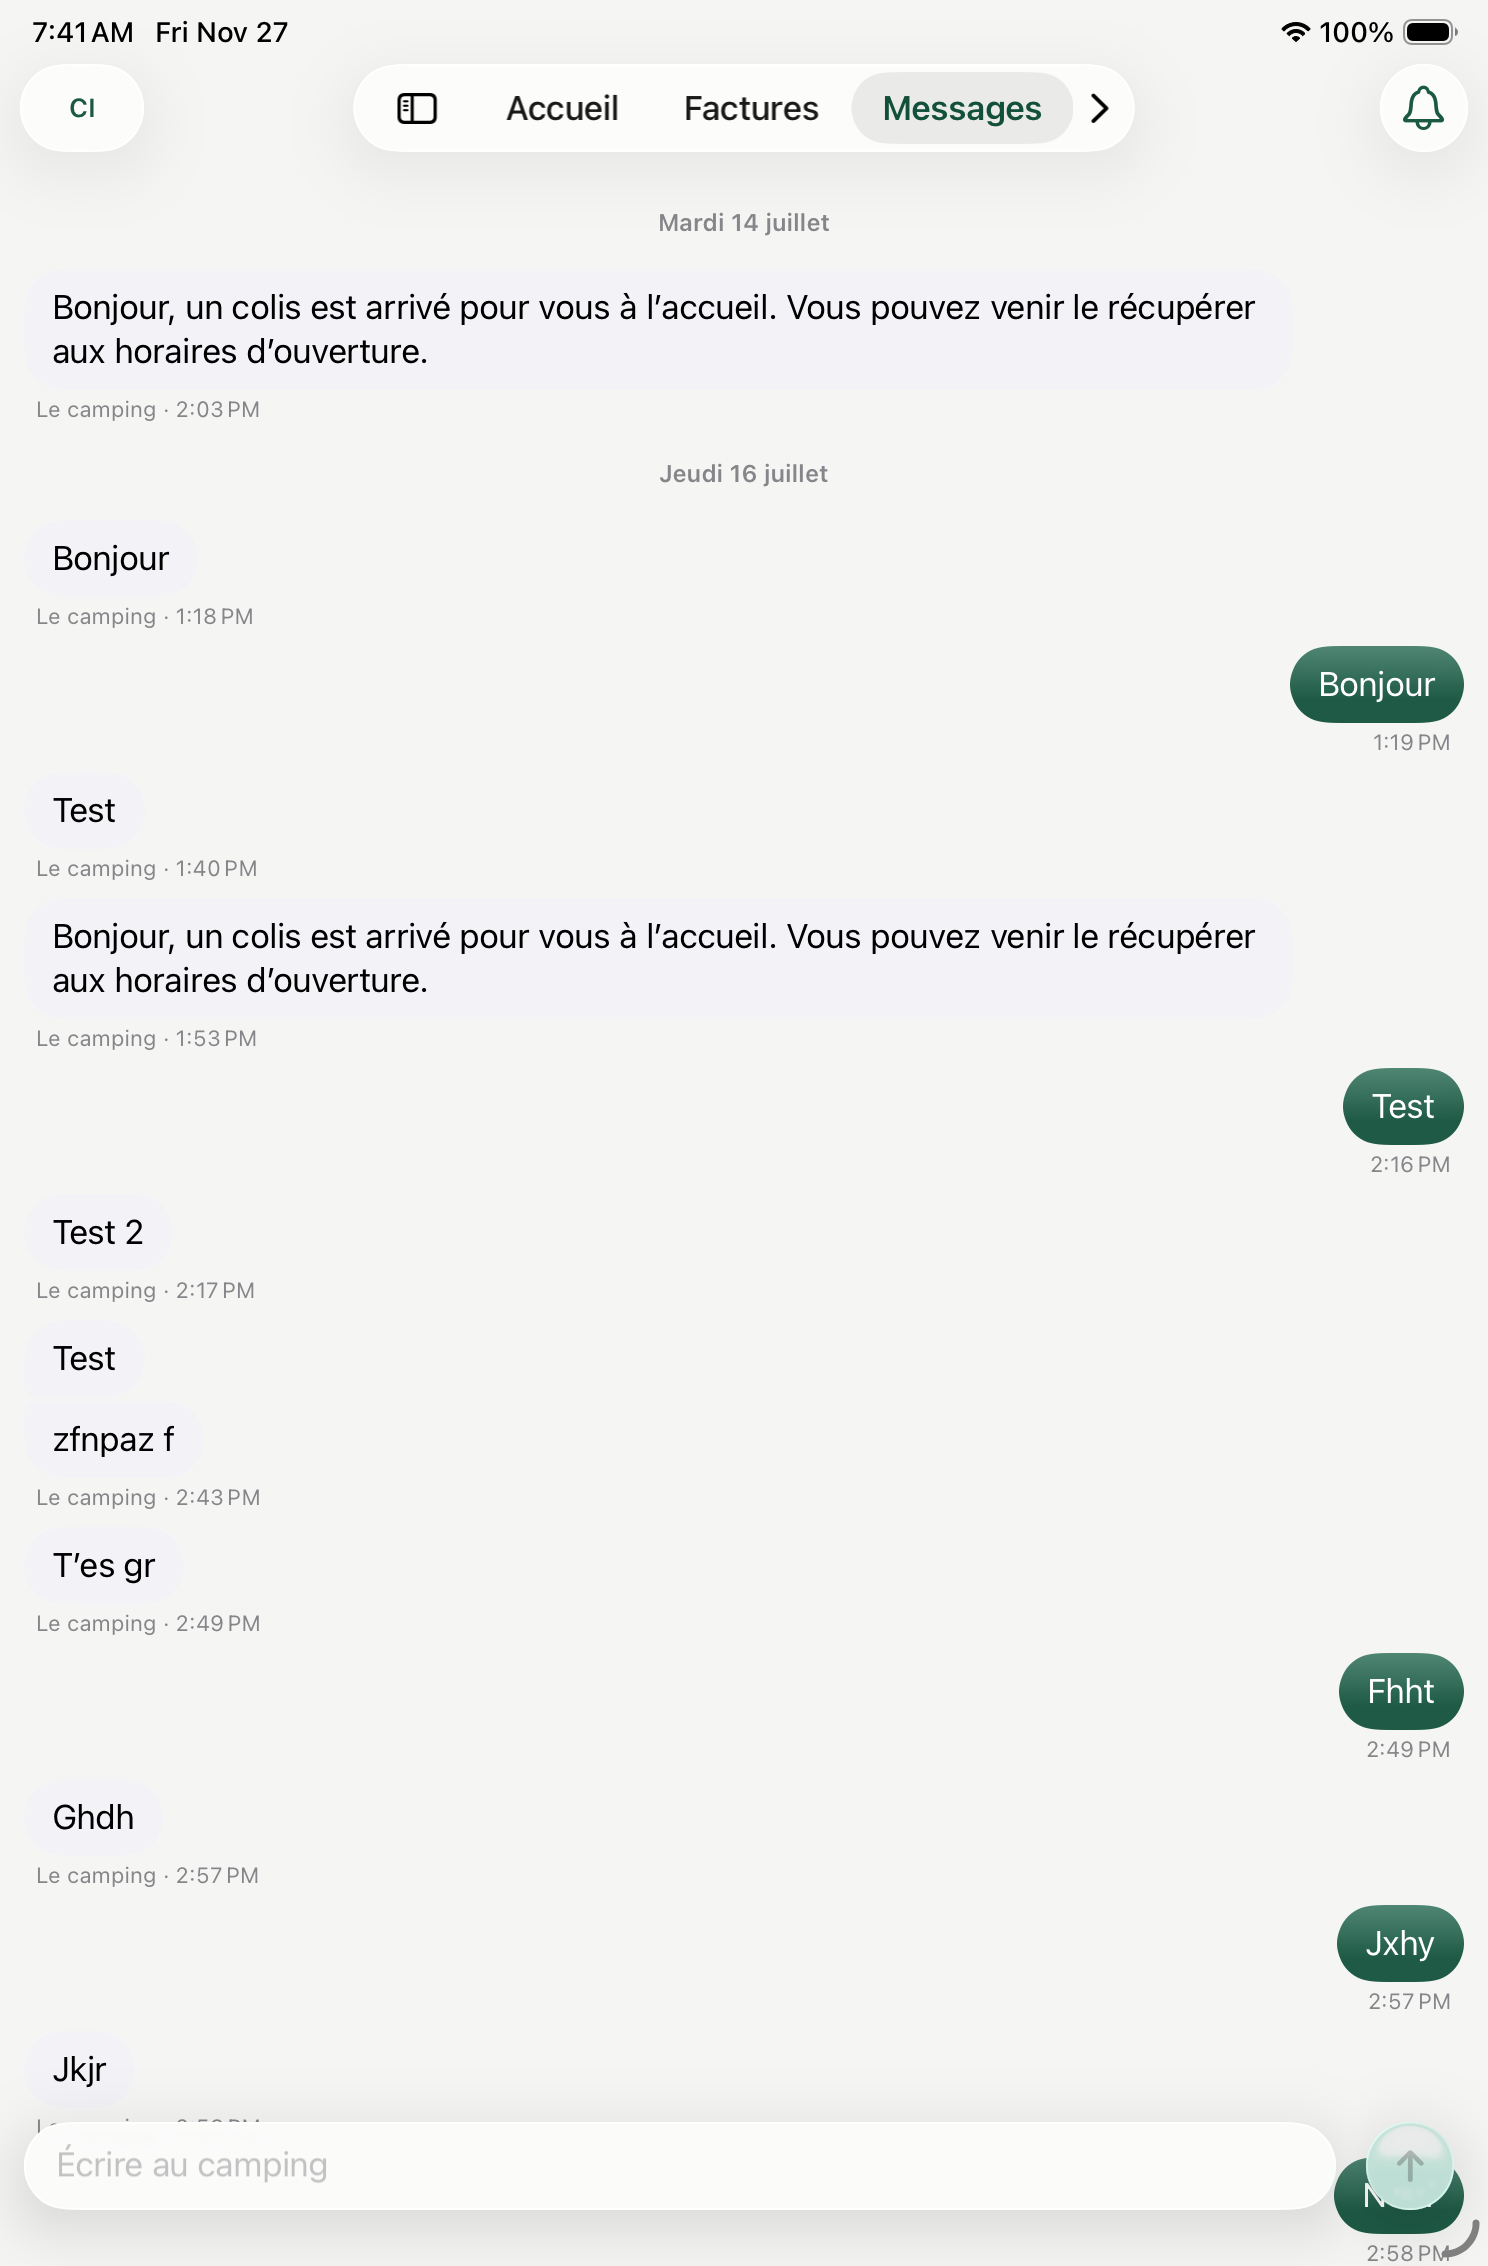 7:41 AM Fri Nov 27 100%
CI Accueil Factures Messages
Mardi 14 juillet
Bonjour, un colis est arrivé pour vous à l’accueil. Vous pouvez venir le récupérer
aux horaires d’ouverture.
Le camping · 2:03 PM
Jeudi 16 juillet
Bonjour
Le camping · 1:18 PM
Bonjour
1:19 PM
Test
Le camping · 1:40 PM
Bonjour, un colis est arrivé pour vous à l’accueil. Vous pouvez venir le récupérer
aux horaires d’ouverture.
Le camping · 1:53 PM
Test
2:16 PM
Test 2
Le camping · 2:17 PM
Test
zfnpaz f
Le camping · 2:43 PM
T’es gr
Le camping · 2:49 PM
Fhht
2:49 PM
Ghdh
Le camping · 2:57 PM
Jxhy
2:57 PM
Jkjr
Écrire au camping
2:58 PM